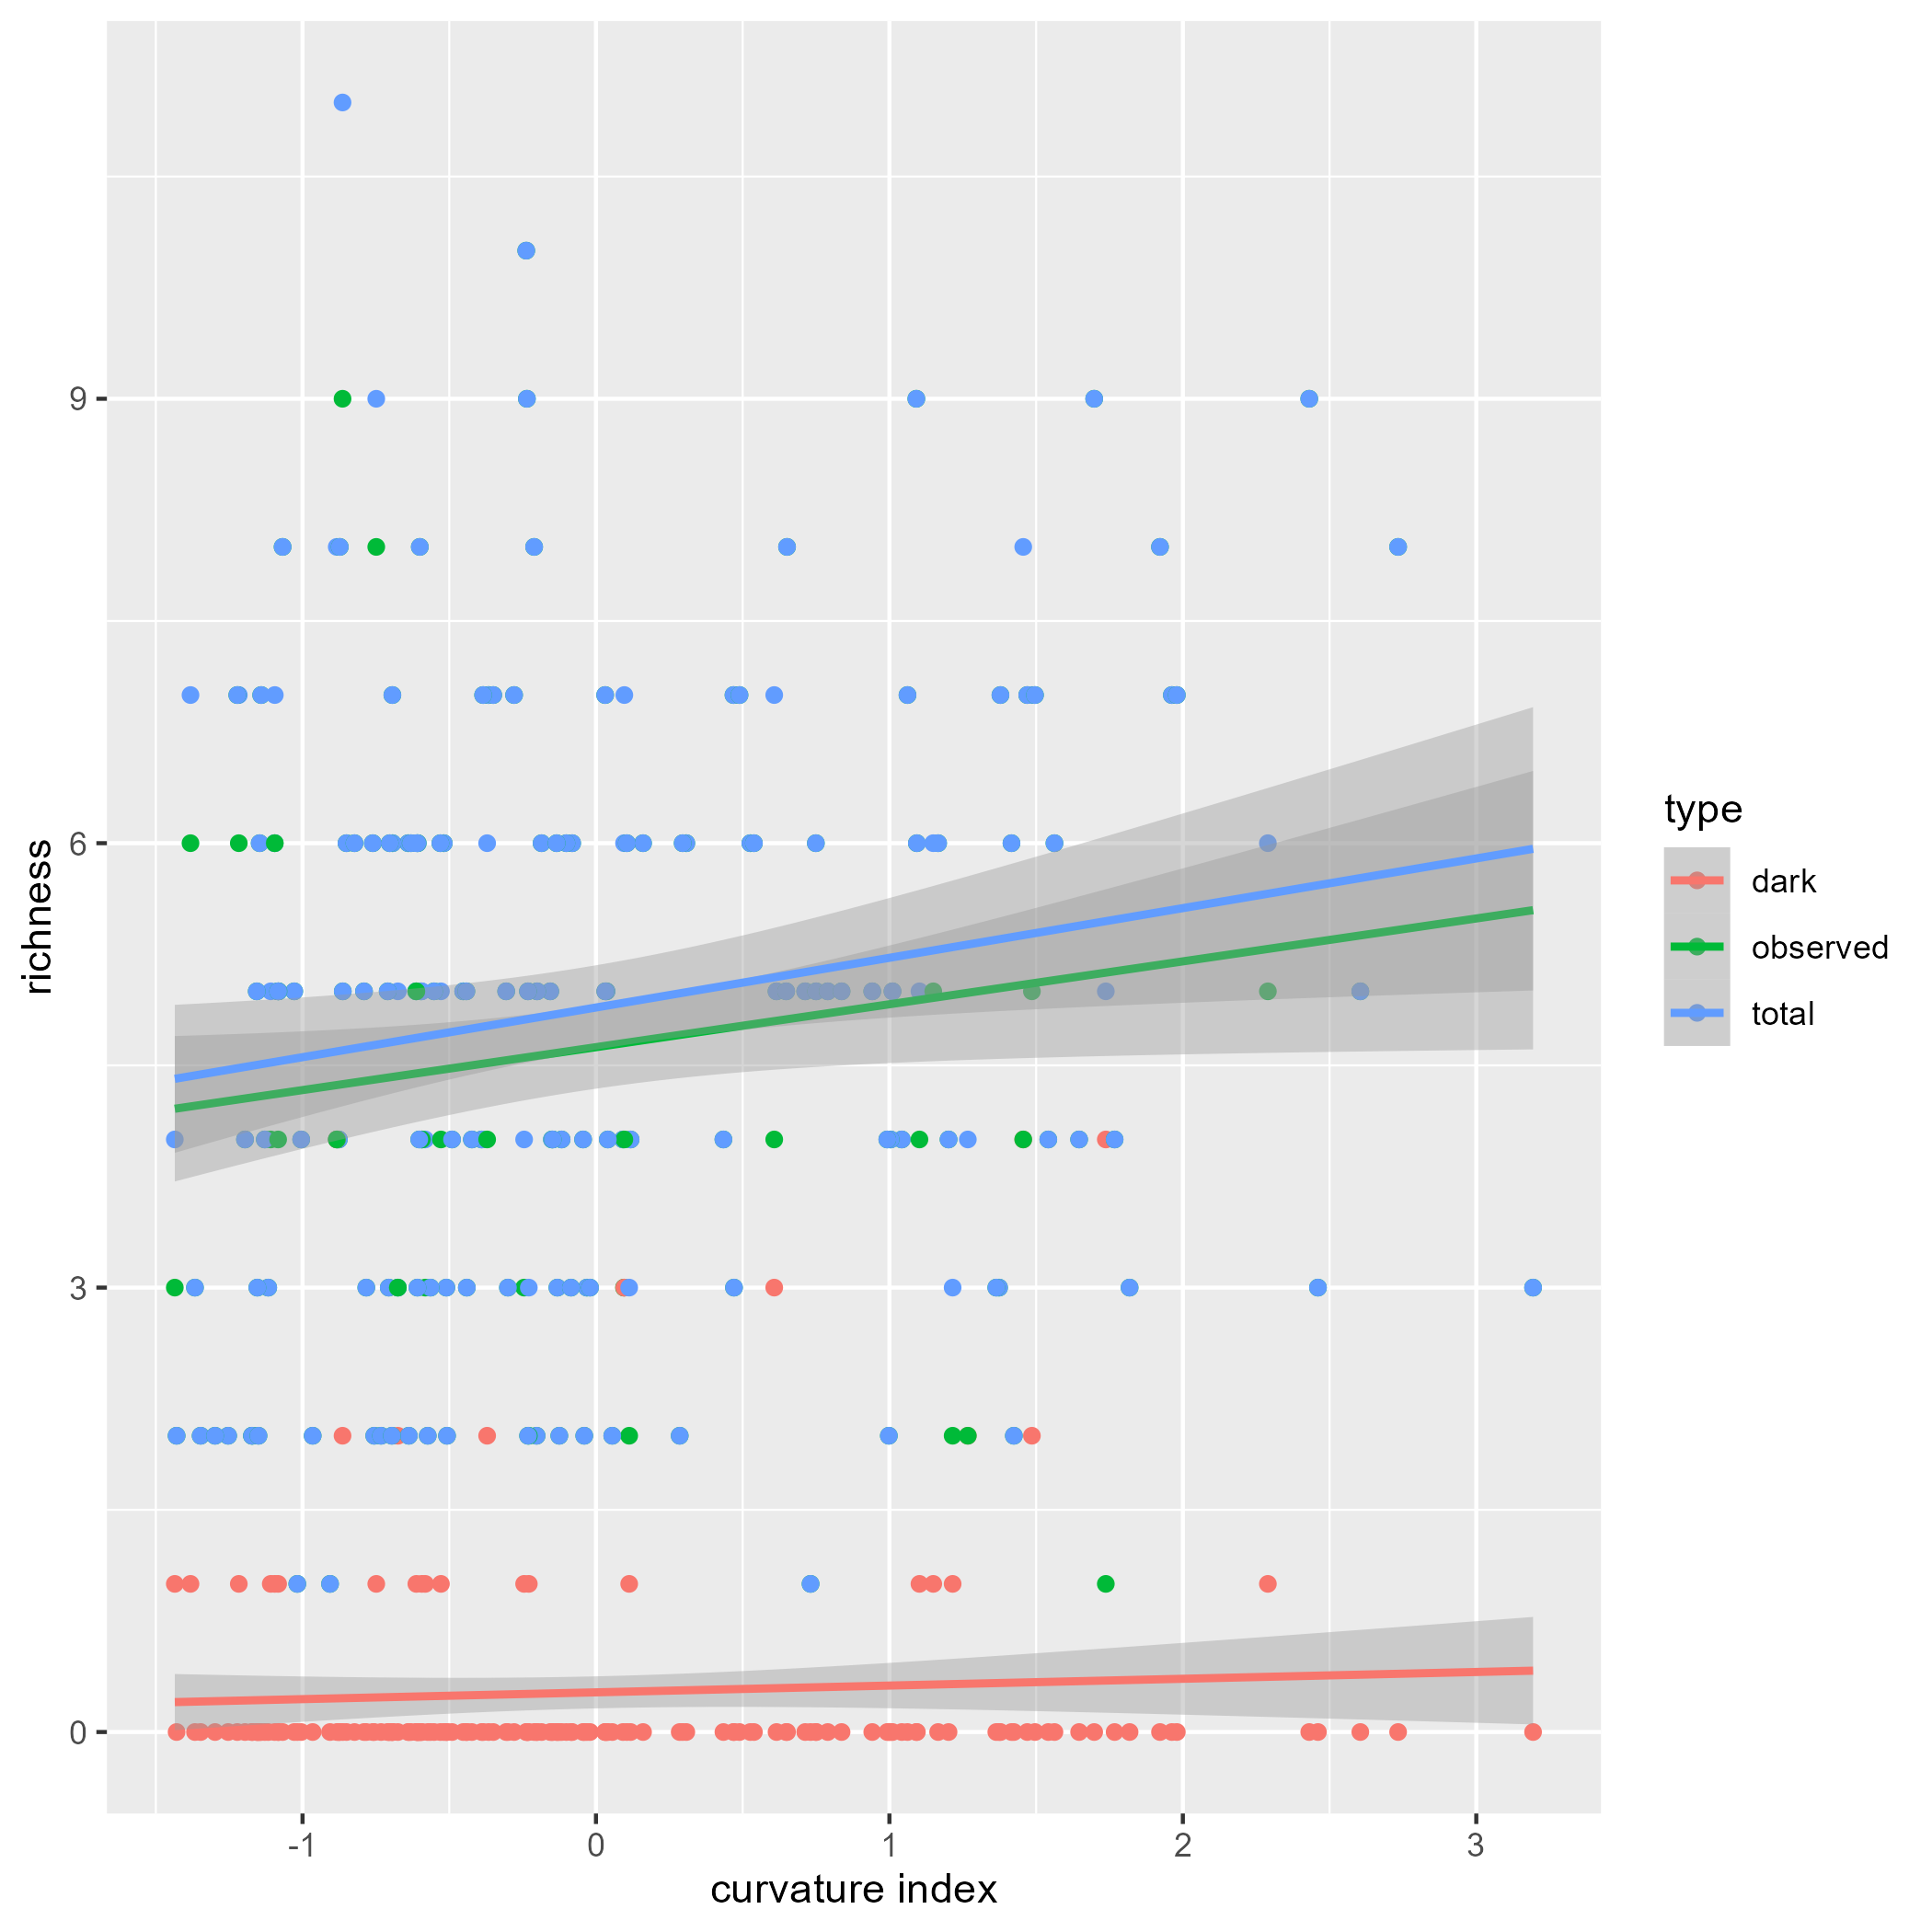 richness
9
6
3
0
-1
0
1
2
3
curvature index
type
dark
observed
total